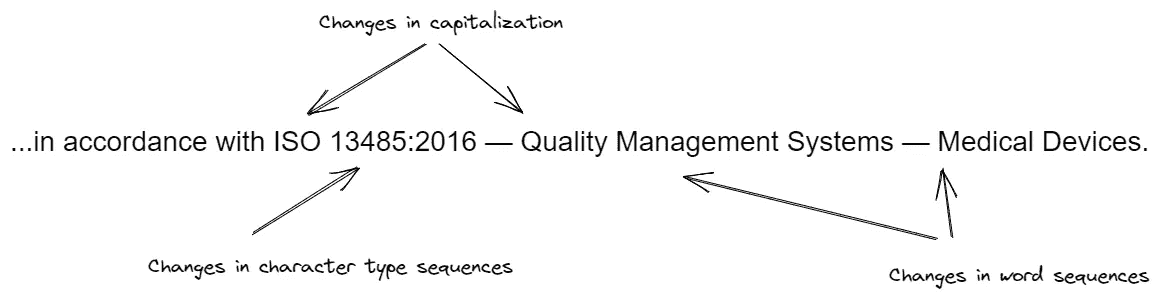 Changes in capitalization
...in accordance with ISO 13485:2016 — Quality Management Systems — Medical Devices.
Changes in character type sequences
Changes in word sequences